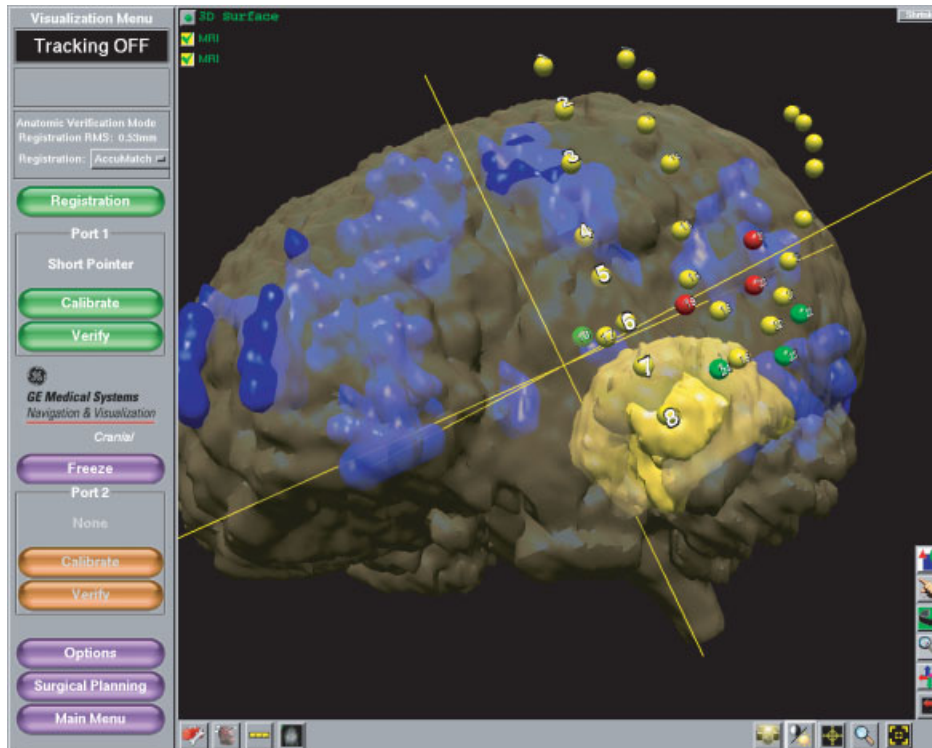 Visualization Menu
Tracking OFF
Anatomic Verification Mode
Registration RMS: 0.53mm
Registration: AccuMatch
Registration
Port 1
Short Pointer
Calibrate
Verify
GE Medical Systems
Navigation & Visualization
Cranial
Freeze
Port 2
None
Calibrate
Verify
Options
Surgical Planning
Main Menu
3D Surface
MRI
MRI
2
3
4
5
6
7
8